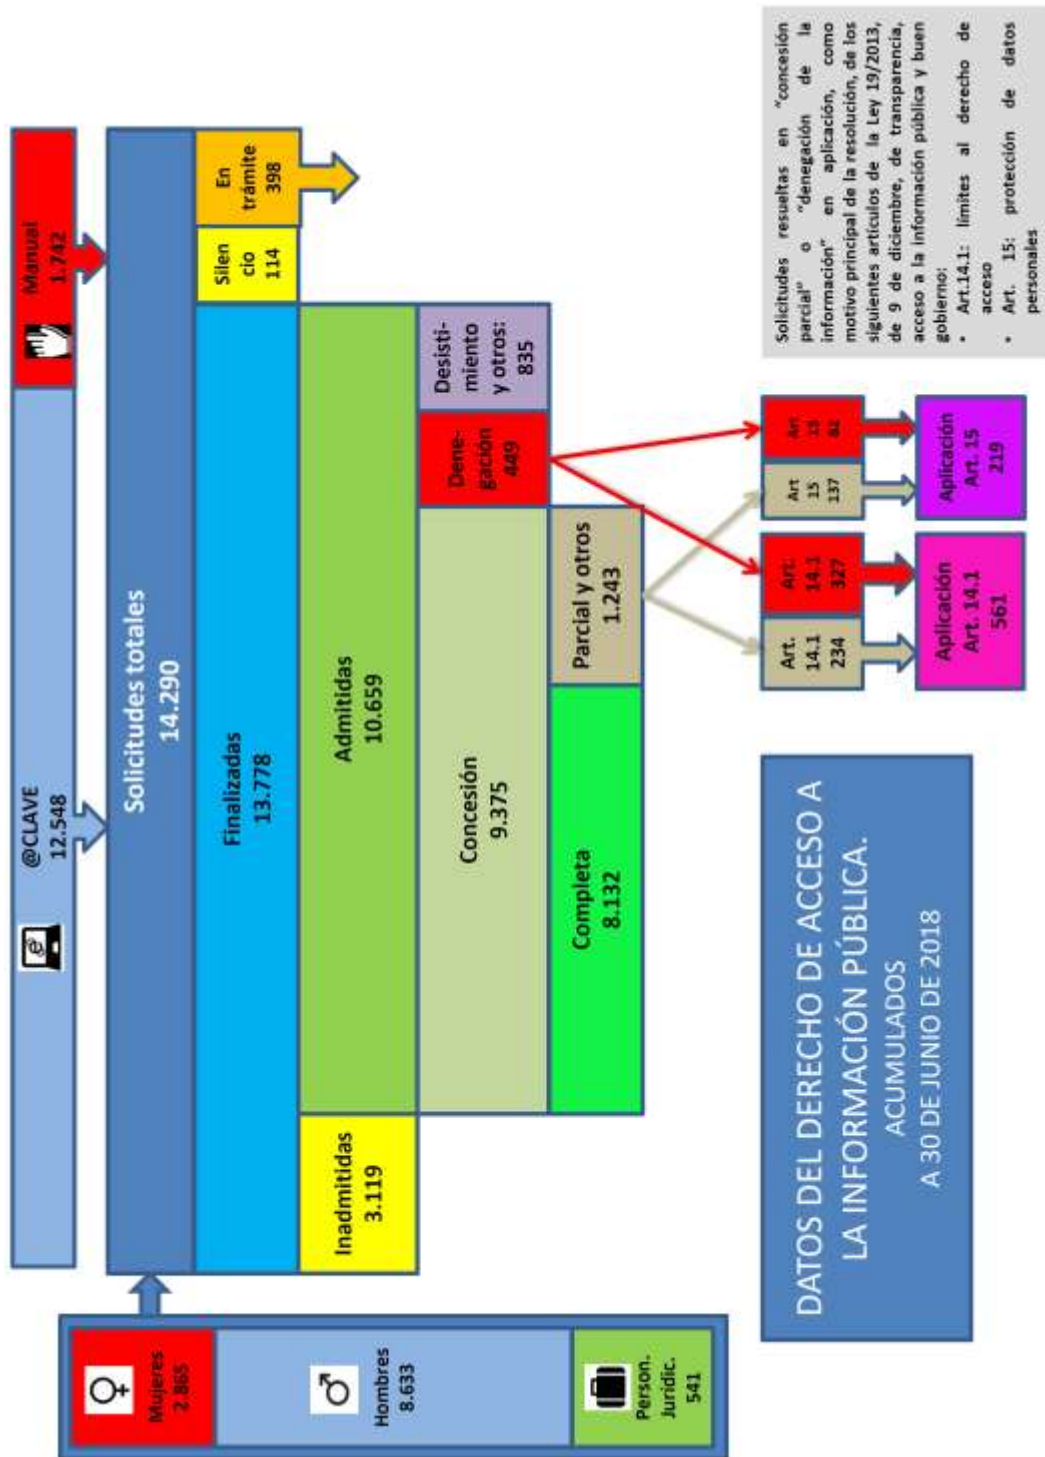 @CLAVE
12.548
Manual
1.742
Solicitudes totales
14.290
Mujeres
2.865
Hombres
8.633
Person.
Jurídic.
541
Finalizadas
13.778
Silen
cio
114
En
trámite
398
Inadmitidas
3.119
Admitidas
10.659
Concesión
9.375
Dene-
gación
449
Desisti-
miento
y otros:
835
Completa
8.132
Parcial y otros
1.243
Art.
14.1
234
Art.
14.1
327
Art
15
137
Art
15
82
Aplicación
Art. 14.1
561
Aplicación
Art. 15
219
DATOS DEL DERECHO DE ACCESO A
LA INFORMACIÓN PÚBLICA.
ACUMULADOS
A 30 DE JUNIO DE 2018
Solicitudes resueltas en "concesión
parcial" o "denegación de la
información" en aplicación, como
motivo principal de la resolución, de los
siguientes artículos de la Ley 19/2013,
de 9 de diciembre, de transparencia,
acceso a la información pública y buen
gobierno:
• Art.14.1: límites al derecho de
acceso
• Art. 15: protección de datos
personales